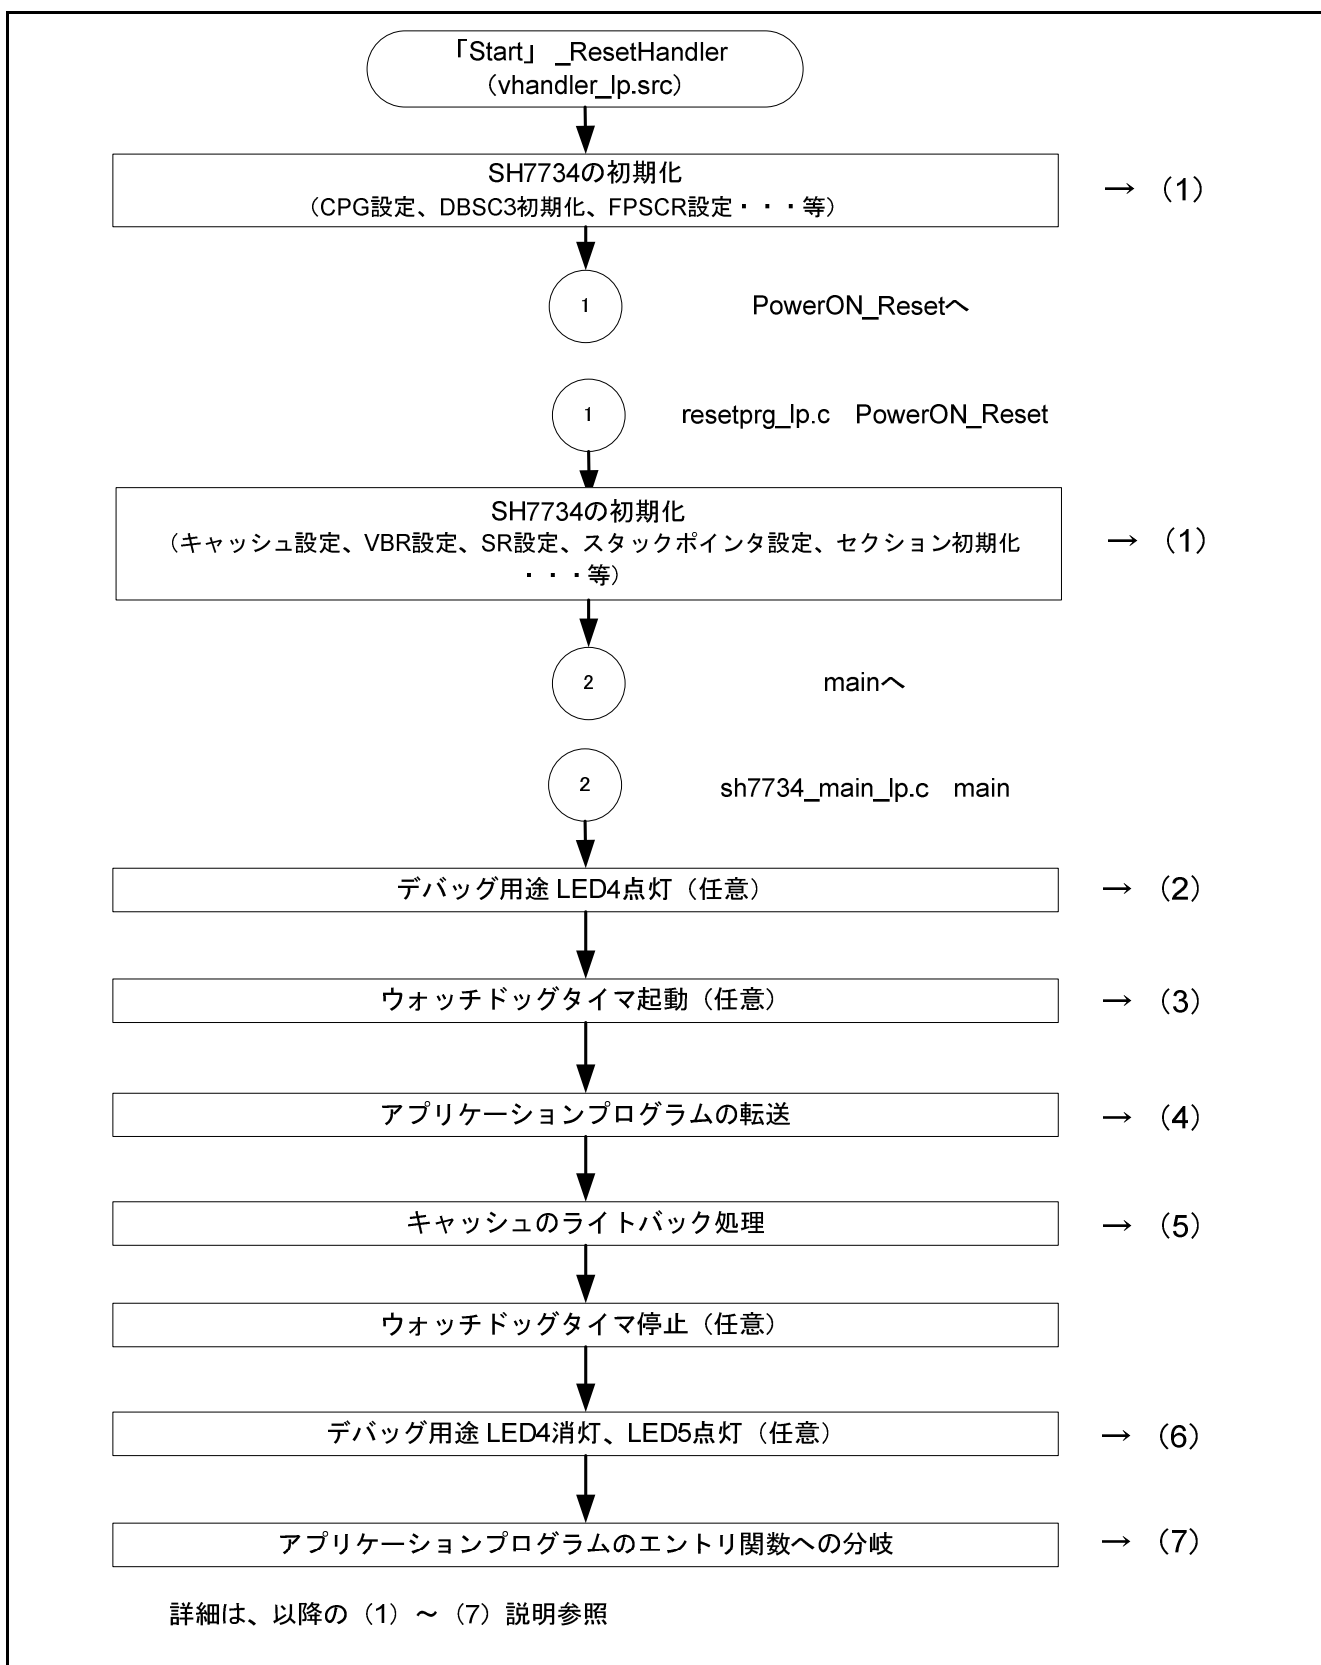 「Start」 _ResetHandler
(vhandler_lp.src)
SH7734の初期化
（CPG設定、DBSC3初期化、FPSCR設定・・・等）
→ （1）
1
PowerON_Resetへ
1
resetprg_lp.c PowerON_Reset
SH7734の初期化
（キャッシュ設定、VBR設定、SR設定、スタックポインタ設定、セクション初期化
・・・等）
→ （1）
2
mainへ
2
sh7734_main_lp.c main
デバッグ用途 LED4点灯（任意）
→ （2）
ウォッチドッグタイマ起動（任意）
→ （3）
アプリケーションプログラムの転送
→ （4）
キャッシュのライトバック処理
→ （5）
ウォッチドッグタイマ停止（任意）
デバッグ用途 LED4消灯、LED5点灯（任意）
→ （6）
アプリケーションプログラムのエントリ関数への分岐
→ （7）
詳細は、以降の（1）～（7）説明参照